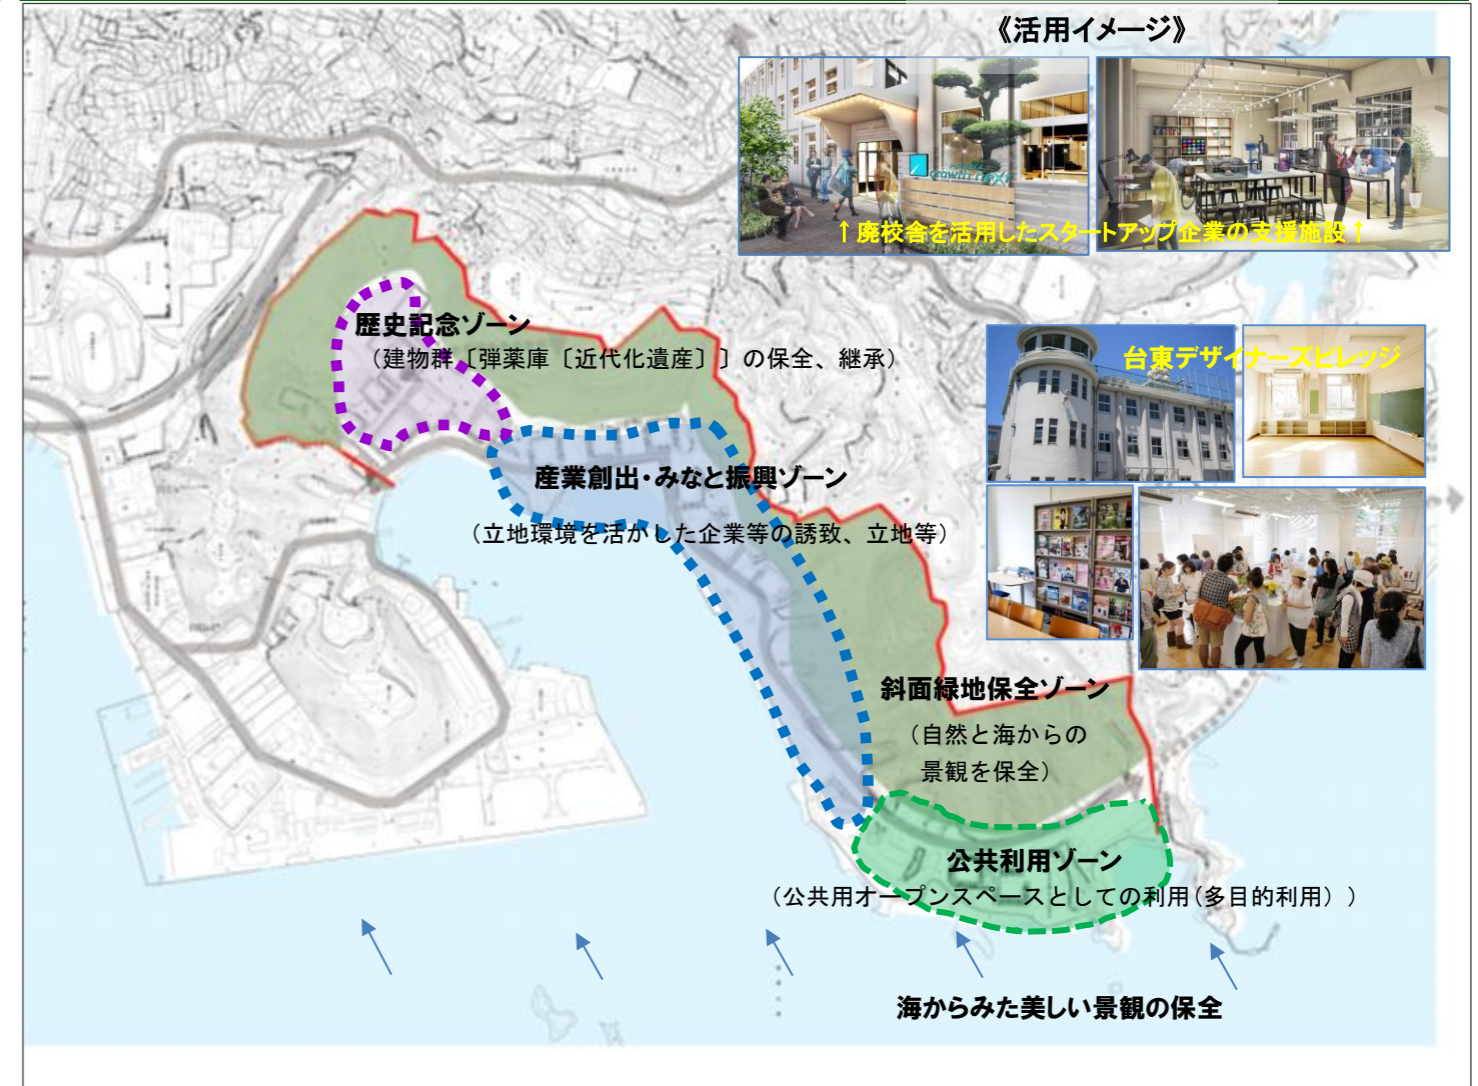 《活用イメージ》
growth next
↑廃校舎を活用したスタートアップ企業の支援施設↑
歴史記念ゾーン
（建物群〔弾薬庫〔近代化遺産〕〕の保全、継承）
台東デザイナーズビレッジ
産業創出・みなと振興ゾーン
（立地環境を活かした企業等の誘致、立地等）
斜面緑地保全ゾーン
（自然と海からの
景観を保全）
公共利用ゾーン
（公共用オープンスペースとしての利用(多目的利用）)
海からみた美しい景観の保全